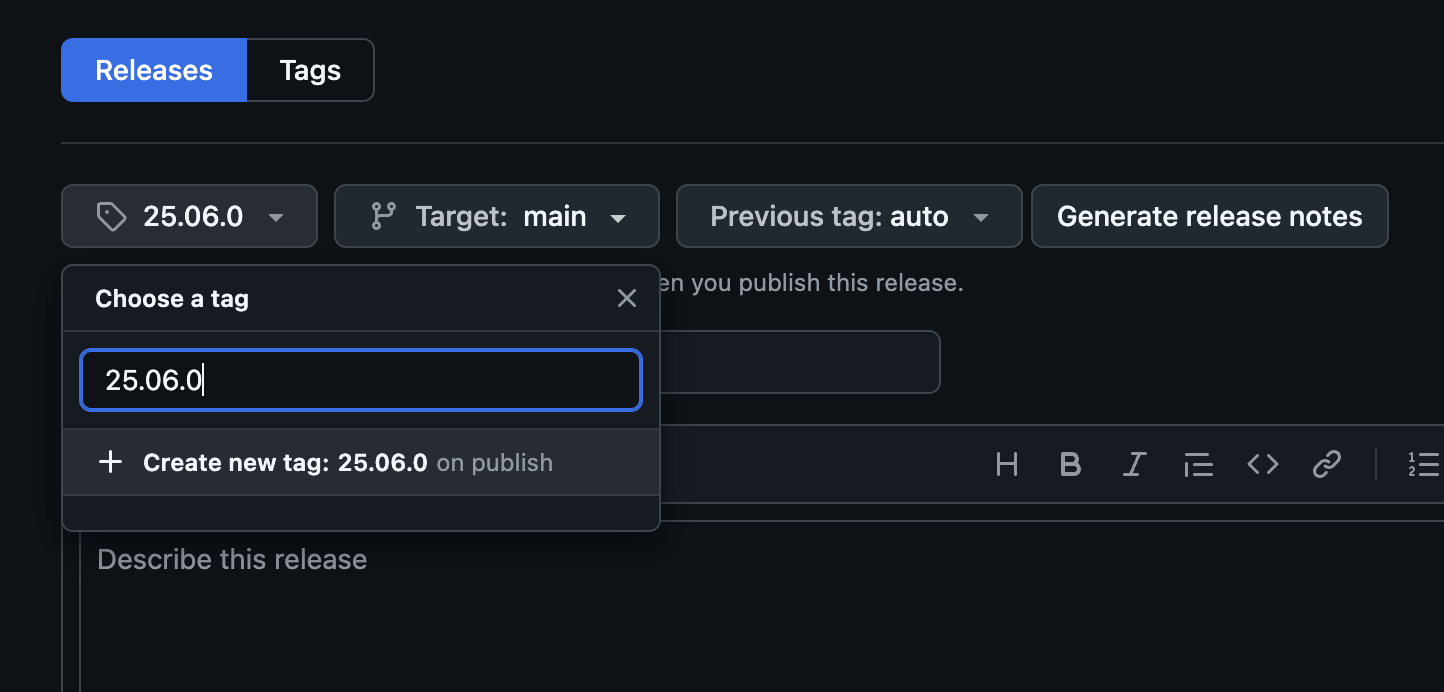 Releases Tags
25.06.0 Target: main Previous tag: auto Generate release notes
en you publish this release.
Choose a tag
25.06.0
Create new tag: 25.06.0 on publish
H B I
Describe this release